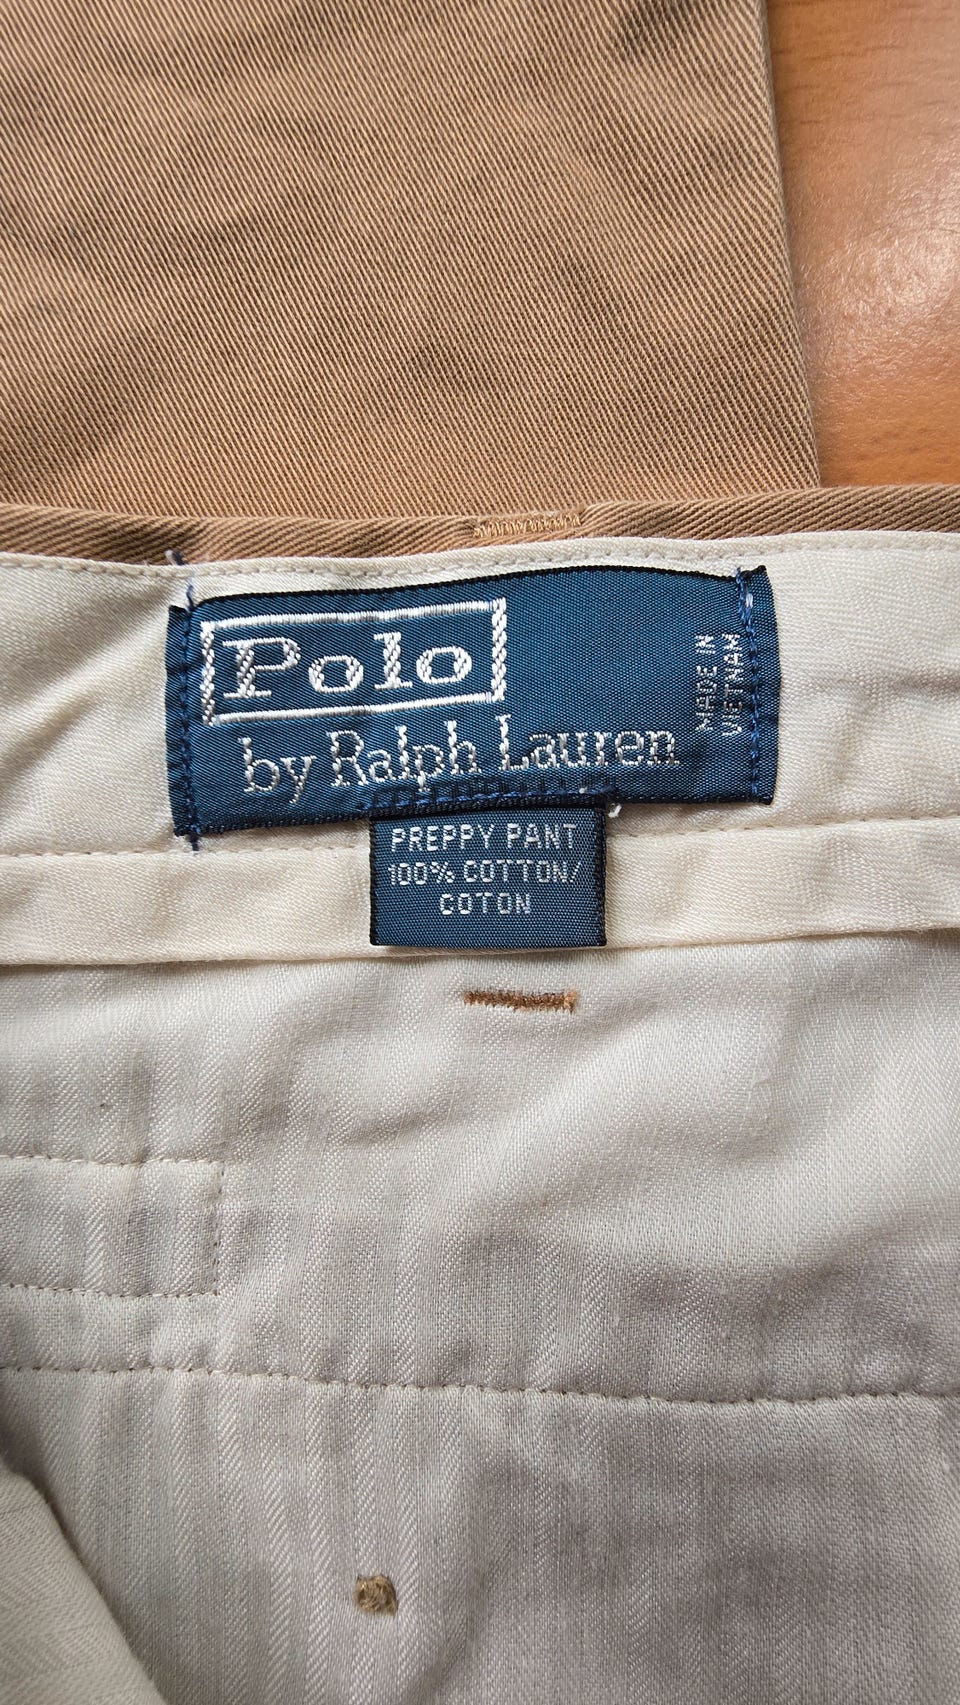 Polo
by Ralph Lauren
MADE IN
VIETNAM
PREPPY PANT
100% COTTON/
COTON